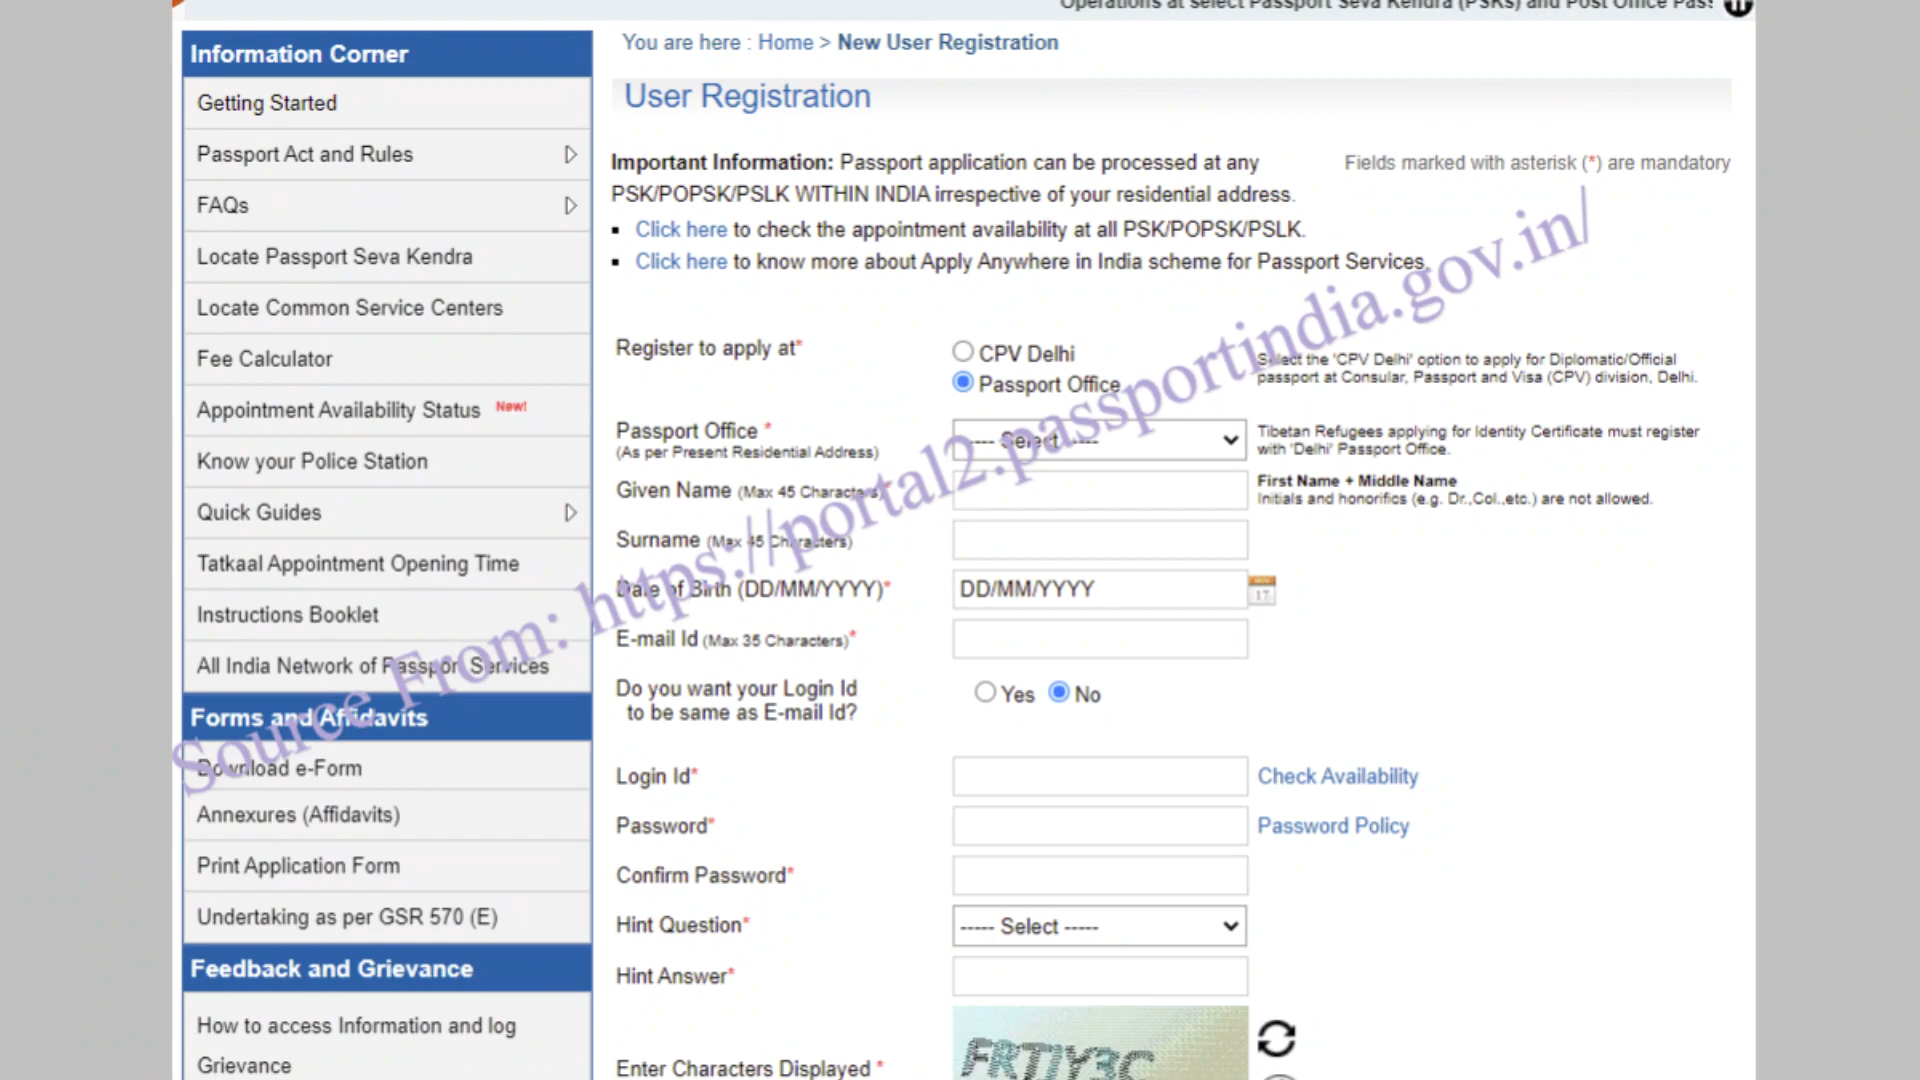 Operations at select Passport Seva Kendra (PSKs) and Post Office Pass
Information Corner
Getting Started
Passport Act and Rules
FAQs
Locate Passport Seva Kendra
Locate Common Service Centers
Fee Calculator
Appointment Availability Status New!
Know your Police Station
Quick Guides
Tatkaal Appointment Opening Time
Instructions Booklet
All India Network of Passport Services
Forms and Affidavits
Download e-Form
Annexures (Affidavits)
Print Application Form
Undertaking as per GSR 570 (E)
Feedback and Grievance
How to access Information and log
Grievance
You are here : Home > New User Registration
User Registration
Important Information: Passport application can be processed at any
PSK/POPSK/PSLK WITHIN INDIA irrespective of your residential address.
Fields marked with asterisk (*) are mandatory
Click here to check the appointment availability at all PSK/POPSK/PSLK.
Click here to know more about Apply Anywhere in India scheme for Passport Services.
Register to apply at*
CPV Delhi
Passport Office
Select the 'CPV Delhi' option to apply for Diplomatic/Official
passport at Consular, Passport and Visa (CPV) division, Delhi.
Passport Office *
(As per Present Residential Address)
---- Select -----
Tibetan Refugees applying for Identity Certificate must register
with 'Delhi' Passport Office.
Given Name (Max 45 Characters)*
First Name + Middle Name
Initials and honorifics (e.g. Dr.,Col.,etc.) are not allowed.
Surname (Max 45 Characters)
Date of Birth (DD/MM/YYYY)*
DD/MM/YYYY
17
E-mail Id (Max 35 Characters)*
Do you want your Login Id
to be same as E-mail Id?
Yes No
Login Id*
Check Availability
Password*
Password Policy
Confirm Password*
Hint Question*
----- Select -----
Hint Answer*
Enter Characters Displayed *
Source From: https://portal2.passportindia.gov.in/